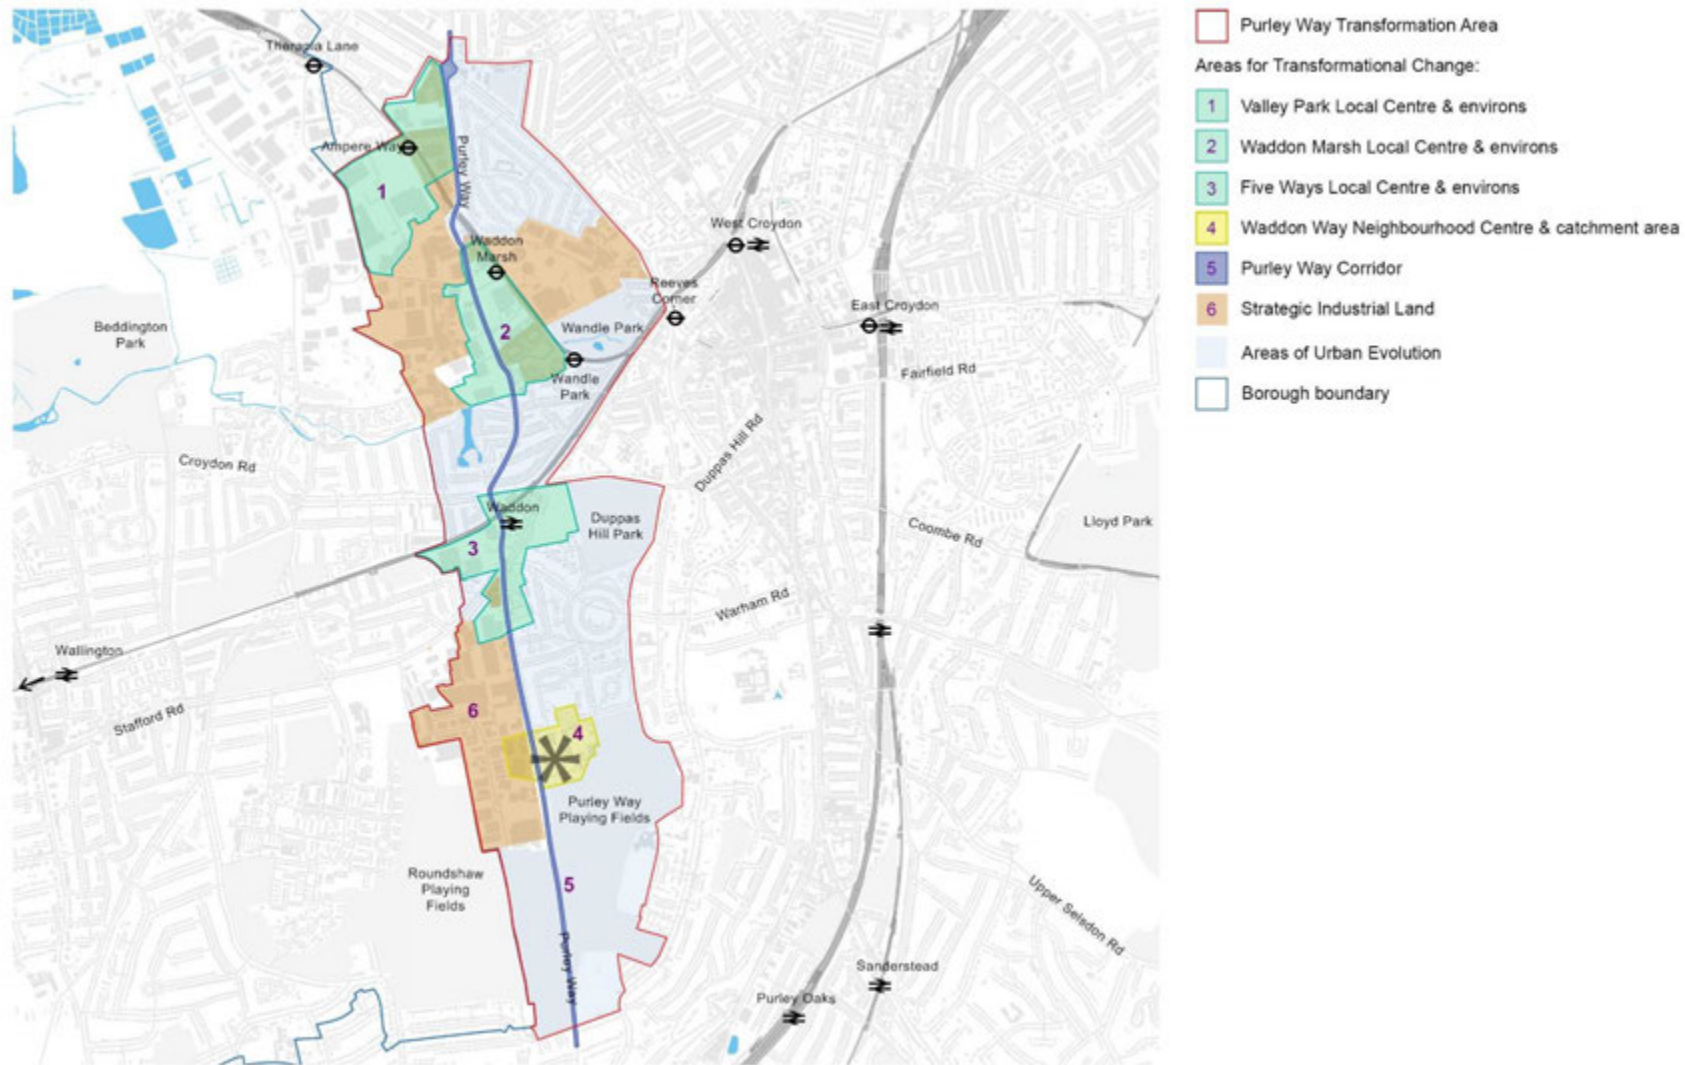 Therapia Lane
Ampere Way
1
Purley Way
Waddon
Marsh
2
West Croydon
Reeves
Corner
East Croydon
Wandle Park
Wandle
Park
Beddington
Park
Fairfield Rd
Duppas Hill Rd
Croydon Rd
Waddon
3
Duppas
Hill Park
Coombe Rd
Lloyd Park
Warham Rd
Wallington
Stafford Rd
6
4
Purley Way
Playing Fields
Roundshaw
Playing
Fields
5
Purley Way
Upper Selsdon Rd
Sanderstead
Purley Oaks
Purley Way Transformation Area
Areas for Transformational Change:
1 Valley Park Local Centre & environs
2 Waddon Marsh Local Centre & environs
3 Five Ways Local Centre & environs
4 Waddon Way Neighbourhood Centre & catchment area
5 Purley Way Corridor
6 Strategic Industrial Land
Areas of Urban Evolution
Borough boundary